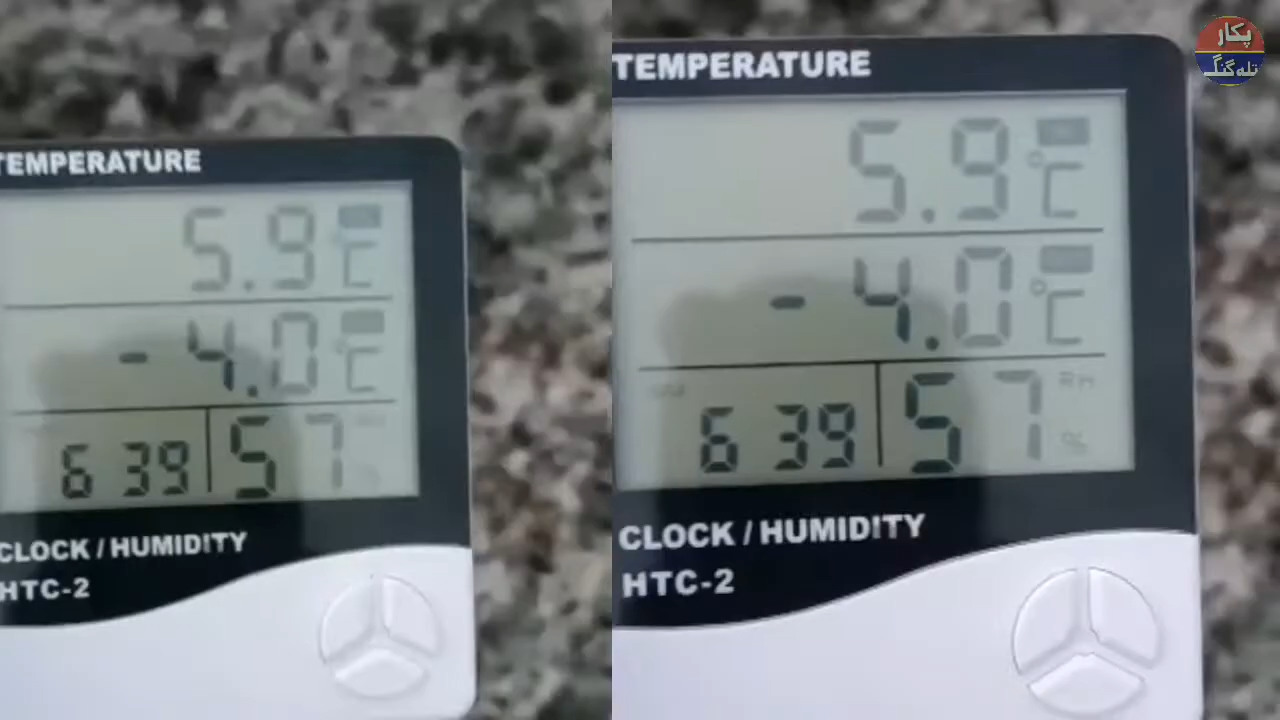 TEMPERATURE
5.9 °C
-4.0 °C
6 39 57
CLOCK / HUMIDITY
HTC-2
TEMPERATURE
5.9 °C
-4.0 °C
6 39 57 RH %
CLOCK / HUMIDITY
HTC-2
پکار
تلہ گنگ